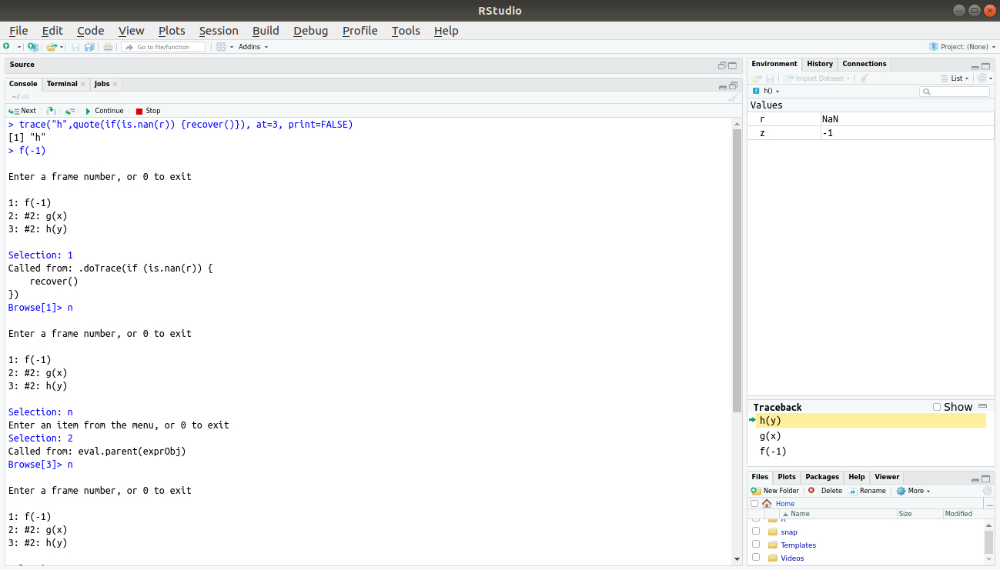 RStudio
File Edit Code View Plots Session Build Debug Profile Tools Help
Go to file/function Addins Project: (None)
Source
Console Terminal Jobs
~/
Next Continue Stop
> trace("h",quote(if(is.nan(r)) {recover()}), at=3, print=FALSE)
[1] "h"
> f(-1)
Enter a frame number, or 0 to exit
1: f(-1)
2: #2: g(x)
3: #2: h(y)
Selection: 1
Called from: .doTrace(if (is.nan(r)) {
    recover()
})
Browse[1]> n
Enter a frame number, or 0 to exit
1: f(-1)
2: #2: g(x)
3: #2: h(y)
Selection: n
Enter an item from the menu, or 0 to exit
Selection: 2
Called from: eval.parent(exprObj)
Browse[3]> n
Enter a frame number, or 0 to exit
1: f(-1)
2: #2: g(x)
3: #2: h(y)
Environment History Connections
Import Dataset List
h()
Values
r NaN
z -1
Traceback Show
h(y)
g(x)
f(-1)
Files Plots Packages Help Viewer
New Folder Delete Rename More
Home ...
Name Size Modified
R
snap
Templates
Videos